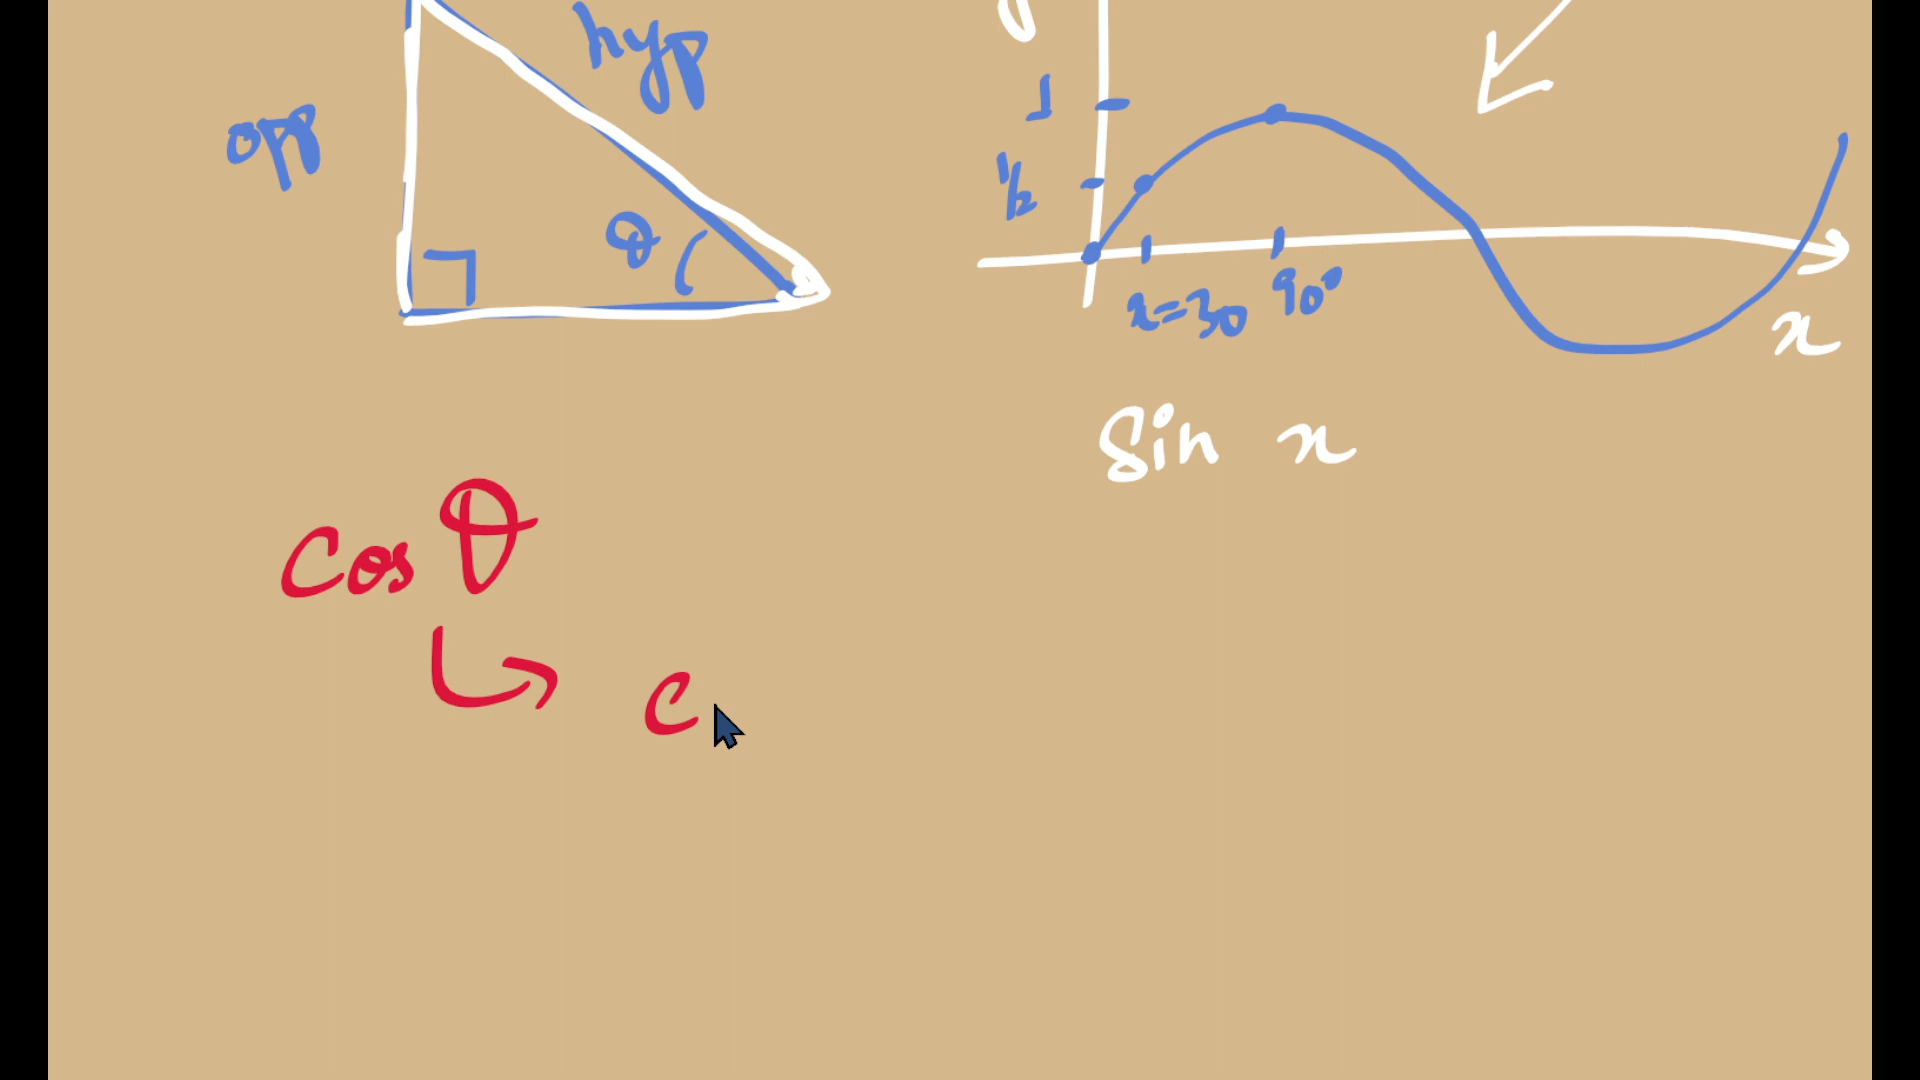 hyp
opp
θ
1
1/2
x=30
90°
x
Sin x
Cos θ
C